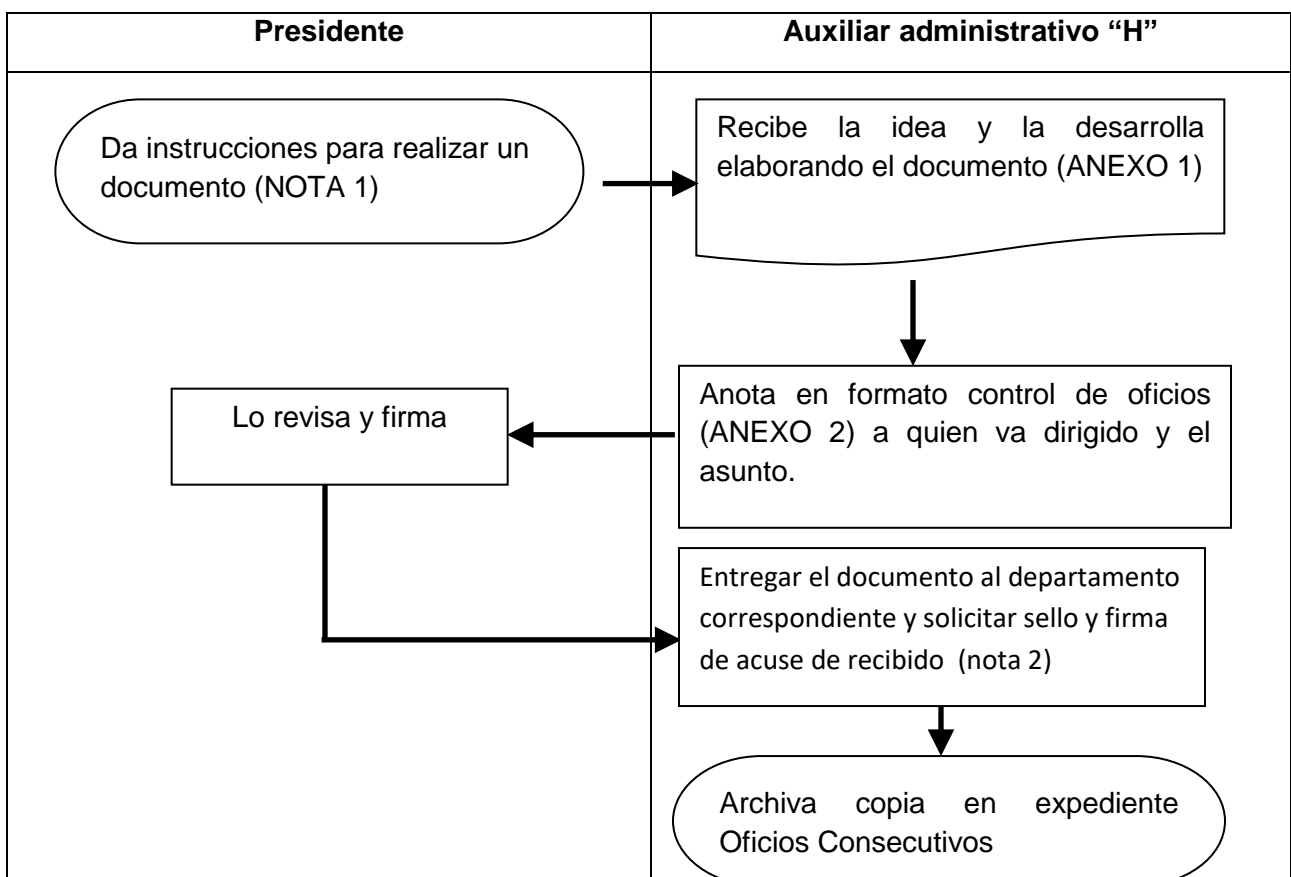 Presidente
Auxiliar administrativo “H”
Da instrucciones para realizar un
documento (NOTA 1)
Recibe la idea y la desarrolla
elaborando el documento (ANEXO 1)
Anota en formato control de oficios
(ANEXO 2) a quien va dirigido y el
asunto.
Lo revisa y firma
Entregar el documento al departamento
correspondiente y solicitar sello y firma
de acuse de recibido (nota 2)
Archiva copia en expediente
Oficios Consecutivos